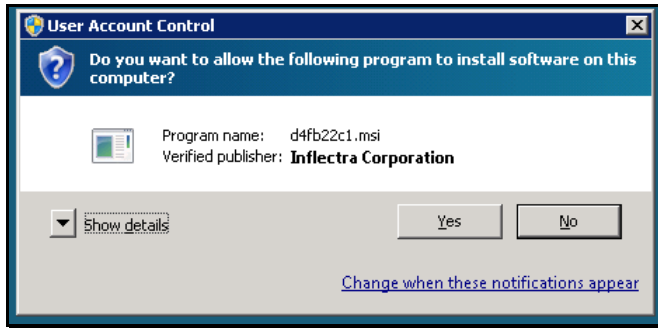 User Account Control
Do you want to allow the following program to install software on this
computer?
Program name: d4fb22c1.msi
Verified publisher: Inflectra Corporation
Show details
Yes
No
Change when these notifications appear